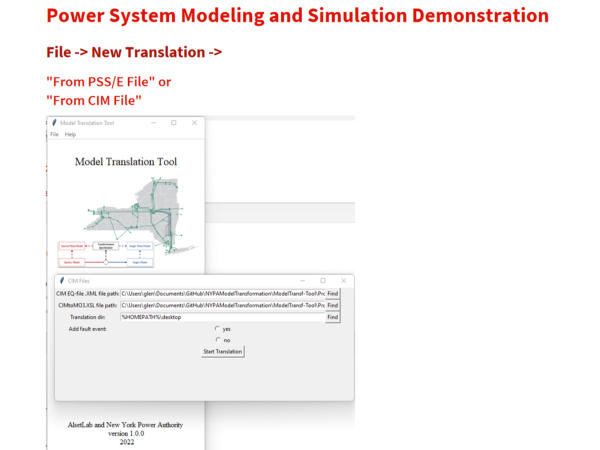 Power System Modeling and Simulation Demonstration
File -> New Translation ->
"From PSS/E File" or
"From CIM File"
Model Translation Tool
File Help
Model Translation Tool
CIM Files
CIM EQ-file .XML file path: C:\Users\glen\Documents\GitHub\NYPAModelTransformation\ModelTransf-Tool\Pro Find
CIMtoMO3.XSL file path: C:\Users\glen\Documents\GitHub\NYPAModelTransformation\ModelTransf-Tool\Pro Find
Translation dir: %HOMEPATH%\desktop Find
Add fault event: yes
no
Start Translation
AlsetLab and New York Power Authority
version 1.0.0
2022